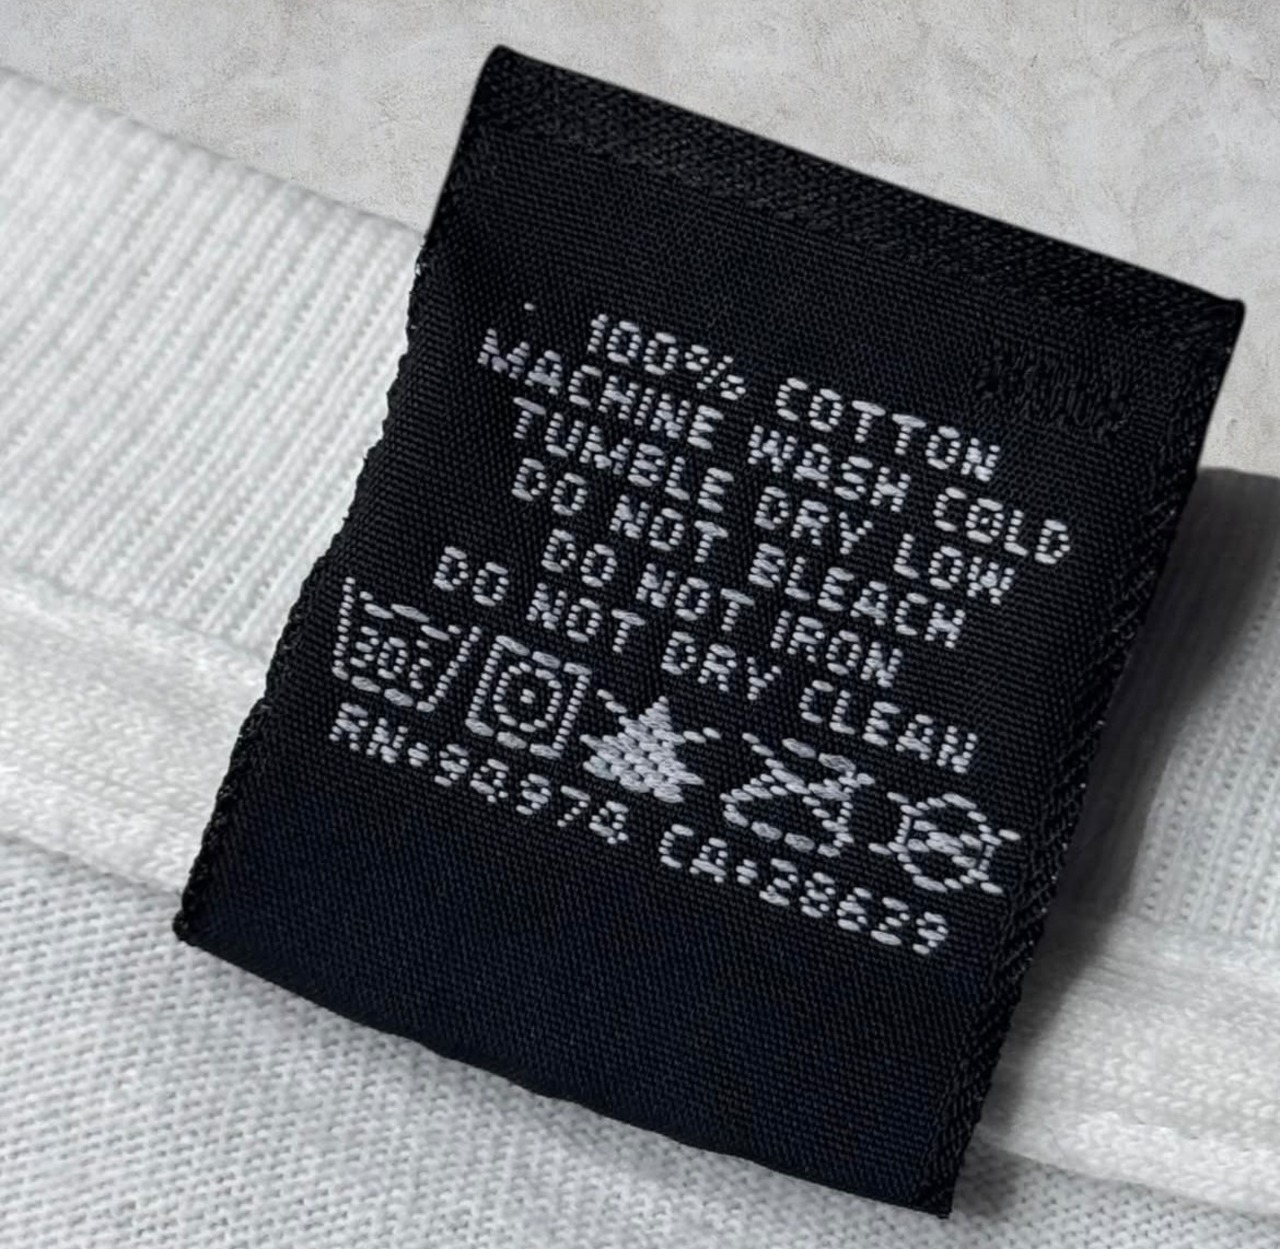 100% COTTON
MACHINE WASH COLD
TUMBLE DRY LOW
DO NOT BLEACH
DO NOT IRON
DO NOT DRY CLEAN
30c
RN•94974 CA•28629